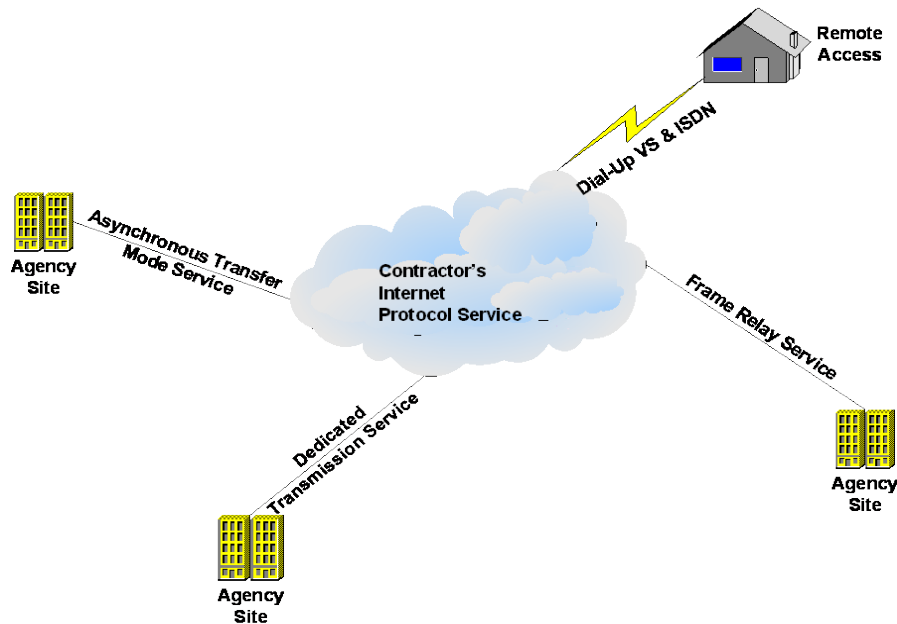 Remote
Access
Dial-Up VS & ISDN
Asynchronous Transfer
Mode Service
Agency
Site
Contractor's
Internet
Protocol Service
Frame Relay Service
Agency
Site
Dedicated
Transmission Service
Agency
Site